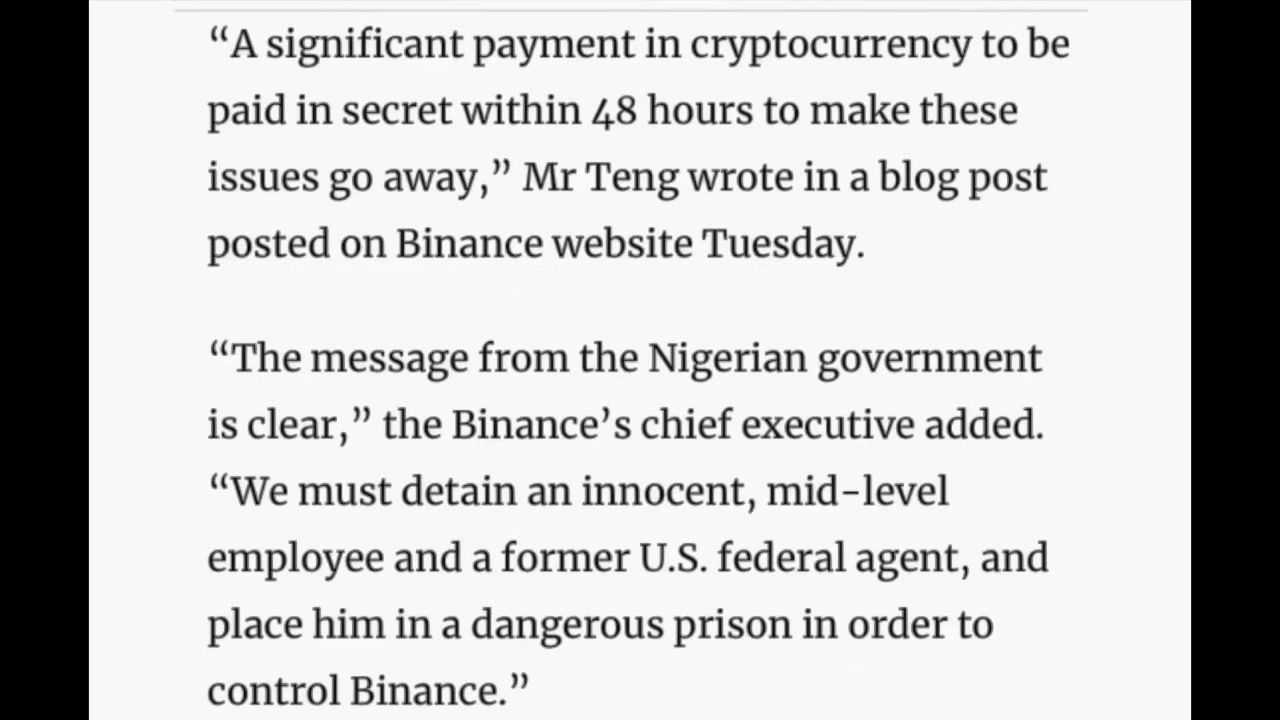 “A significant payment in cryptocurrency to be
paid in secret within 48 hours to make these
issues go away,” Mr Teng wrote in a blog post
posted on Binance website Tuesday.
“The message from the Nigerian government
is clear,” the Binance’s chief executive added.
“We must detain an innocent, mid-level
employee and a former U.S. federal agent, and
place him in a dangerous prison in order to
control Binance.”